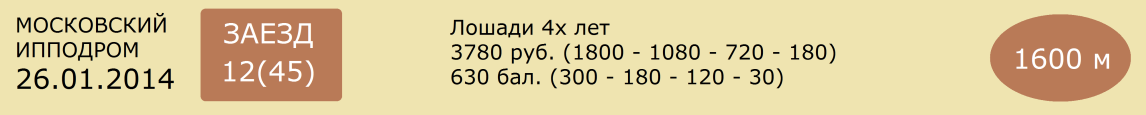 МОСКОВСКИЙ
ИППОДРОМ
26.01.2014
ЗАЕЗД
12(45)
Лошади 4х лет
3780 руб. (1800 - 1080 - 720 - 180)
630 бал. (300 - 180 - 120 - 30)
1600 м